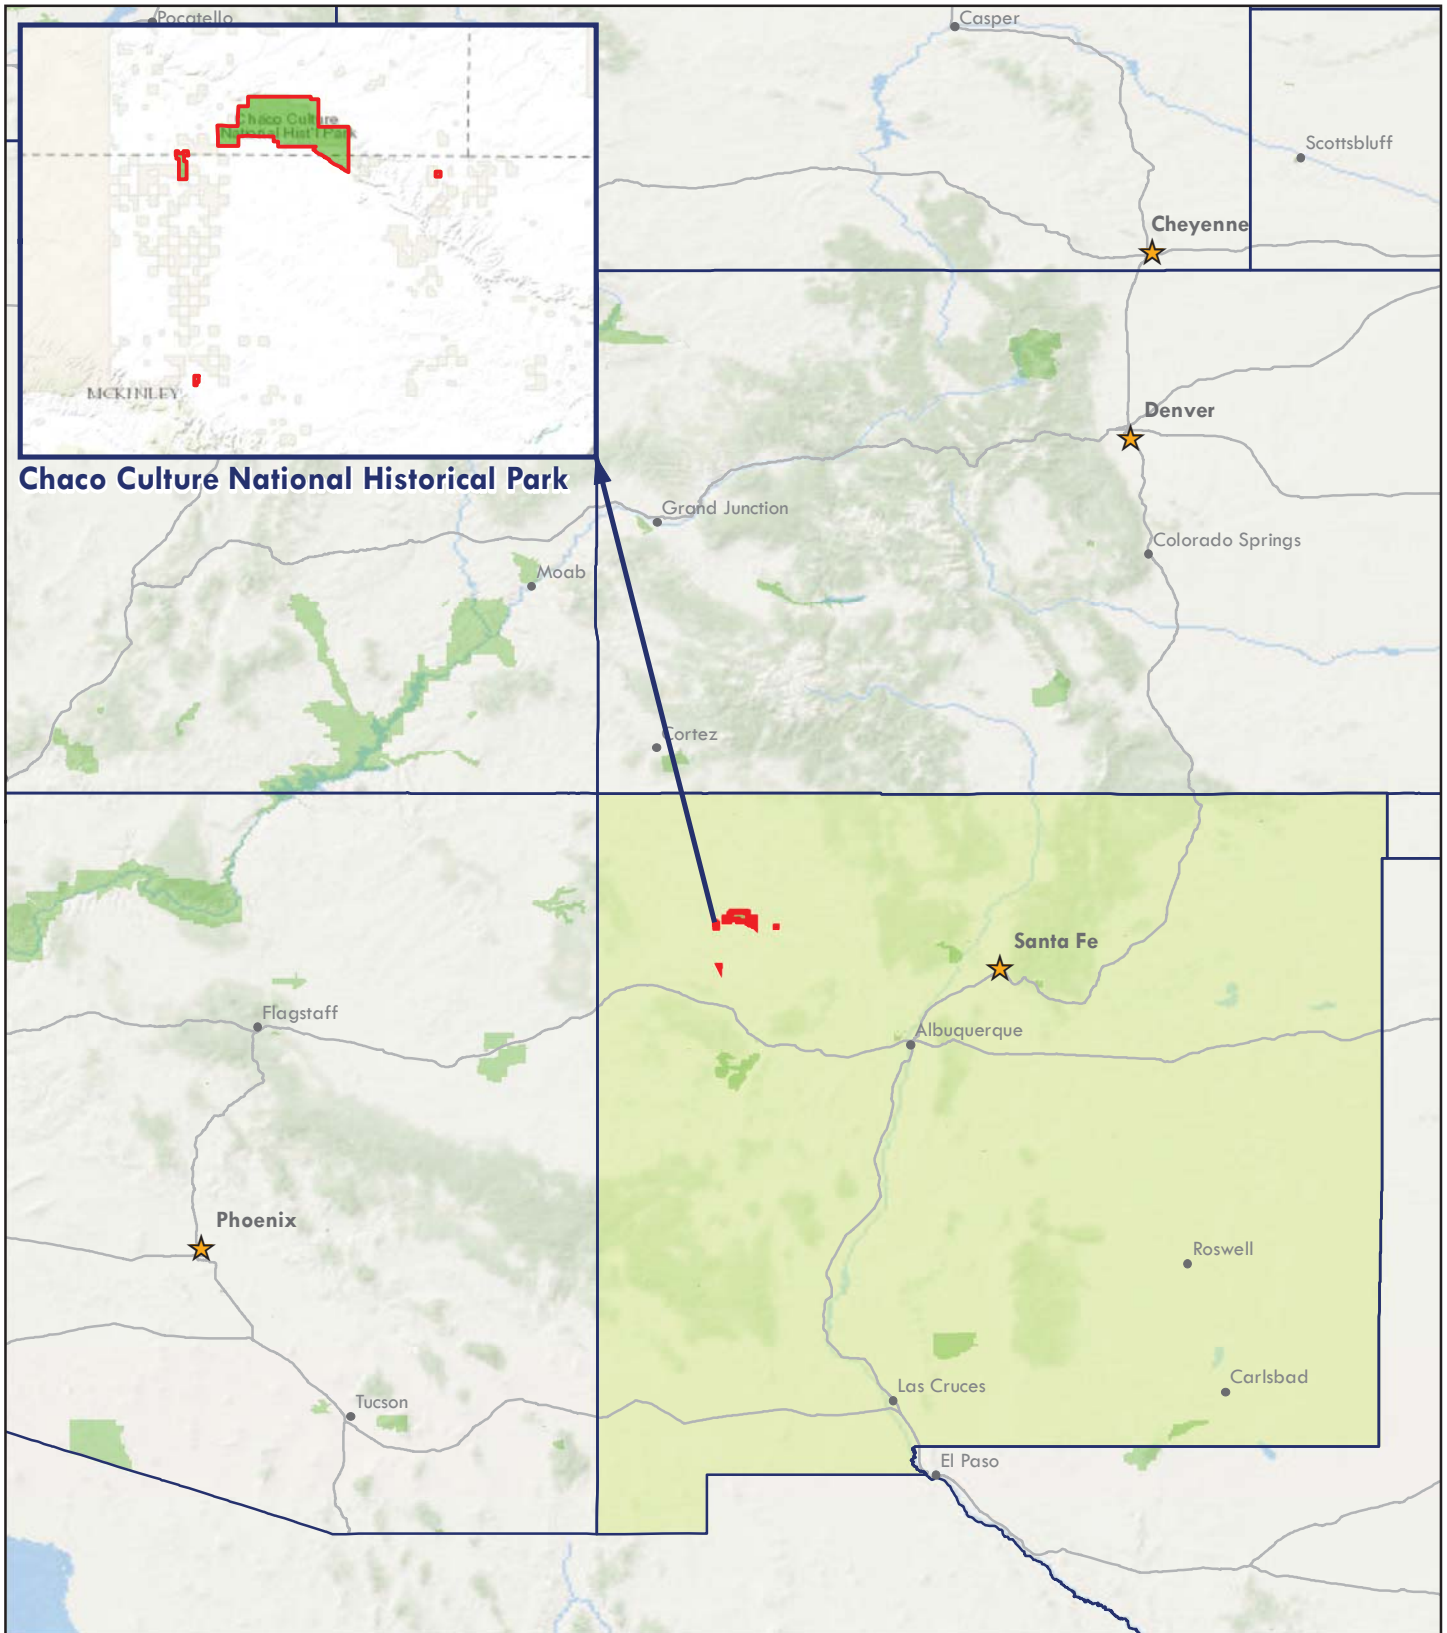 Pocatello
Casper
Chaco Culture
National Hist'l Park
Scottsbluff
Cheyenne
MCKINLEY
Denver
Chaco Culture National Historical Park
Grand Junction
Colorado Springs
Moab
Cortez
Santa Fe
Flagstaff
Albuquerque
Phoenix
Roswell
Carlsbad
Las Cruces
Tucson
El Paso